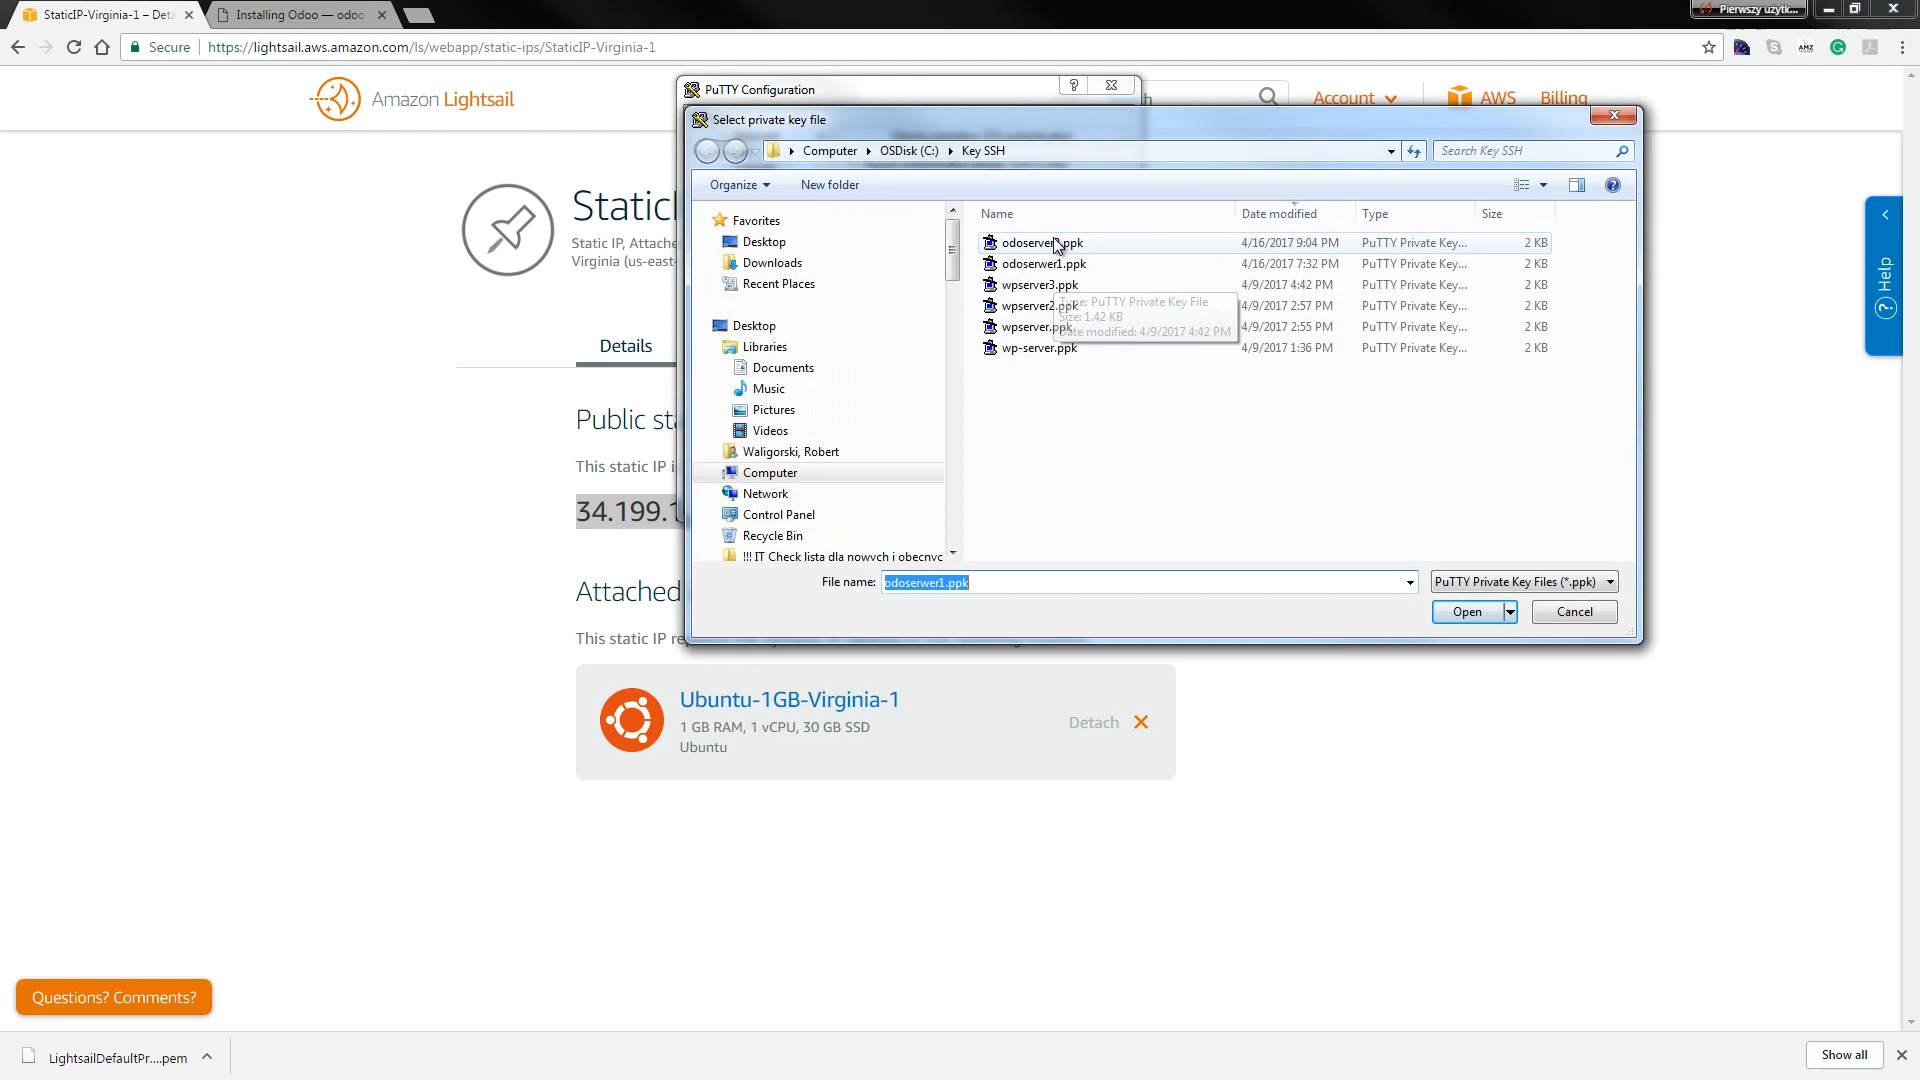 StaticIP-Virginia-1 – Deta
Installing Odoo — odoo
Pierwszy użytk...
Secure
https://lightsail.aws.amazon.com/ls/webapp/static-ips/StaticIP-Virginia-1
AMZ
Amazon Lightsail
PuTTY Configuration
Account
AWS
Billing
Select private key file
Computer
OSDisk (C:)
Key SSH
Search Key SSH
Organize
New folder
Name
Date modified
Type
Size
Favorites
Desktop
Downloads
Recent Places
Desktop
Libraries
Documents
Music
Pictures
Videos
Waligorski, Robert
Computer
Network
Control Panel
Recycle Bin
!!! IT Check lista dla nowych i obecnyc
4/16/2017 9:04 PM PuTTY Private Key... 2 KB
odoserwer1.ppk 4/16/2017 7:32 PM PuTTY Private Key... 2 KB
wpserver3.ppk 4/9/2017 4:42 PM PuTTY Private Key... 2 KB
wpserver2.ppk 4/9/2017 2:57 PM PuTTY Private Key... 2 KB
wpserver.ppk 4/9/2017 2:55 PM PuTTY Private Key... 2 KB
wp-server.ppk 4/9/2017 1:36 PM PuTTY Private Key... 2 KB
Type: PuTTY Private Key File
Size: 1.42 KB
Date modified: 4/9/2017 4:42 PM
File name:
odoserwer1.ppk
PuTTY Private Key Files (*.ppk)
Open
Cancel
Static
Static IP, Attache
Virginia (us-east-
Details
Public sta
This static IP i
34.199.1
Attached
This static IP re
Ubuntu-1GB-Virginia-1
1 GB RAM, 1 vCPU, 30 GB SSD
Ubuntu
Detach
Help
Questions? Comments?
LightsailDefaultPr....pem
Show all